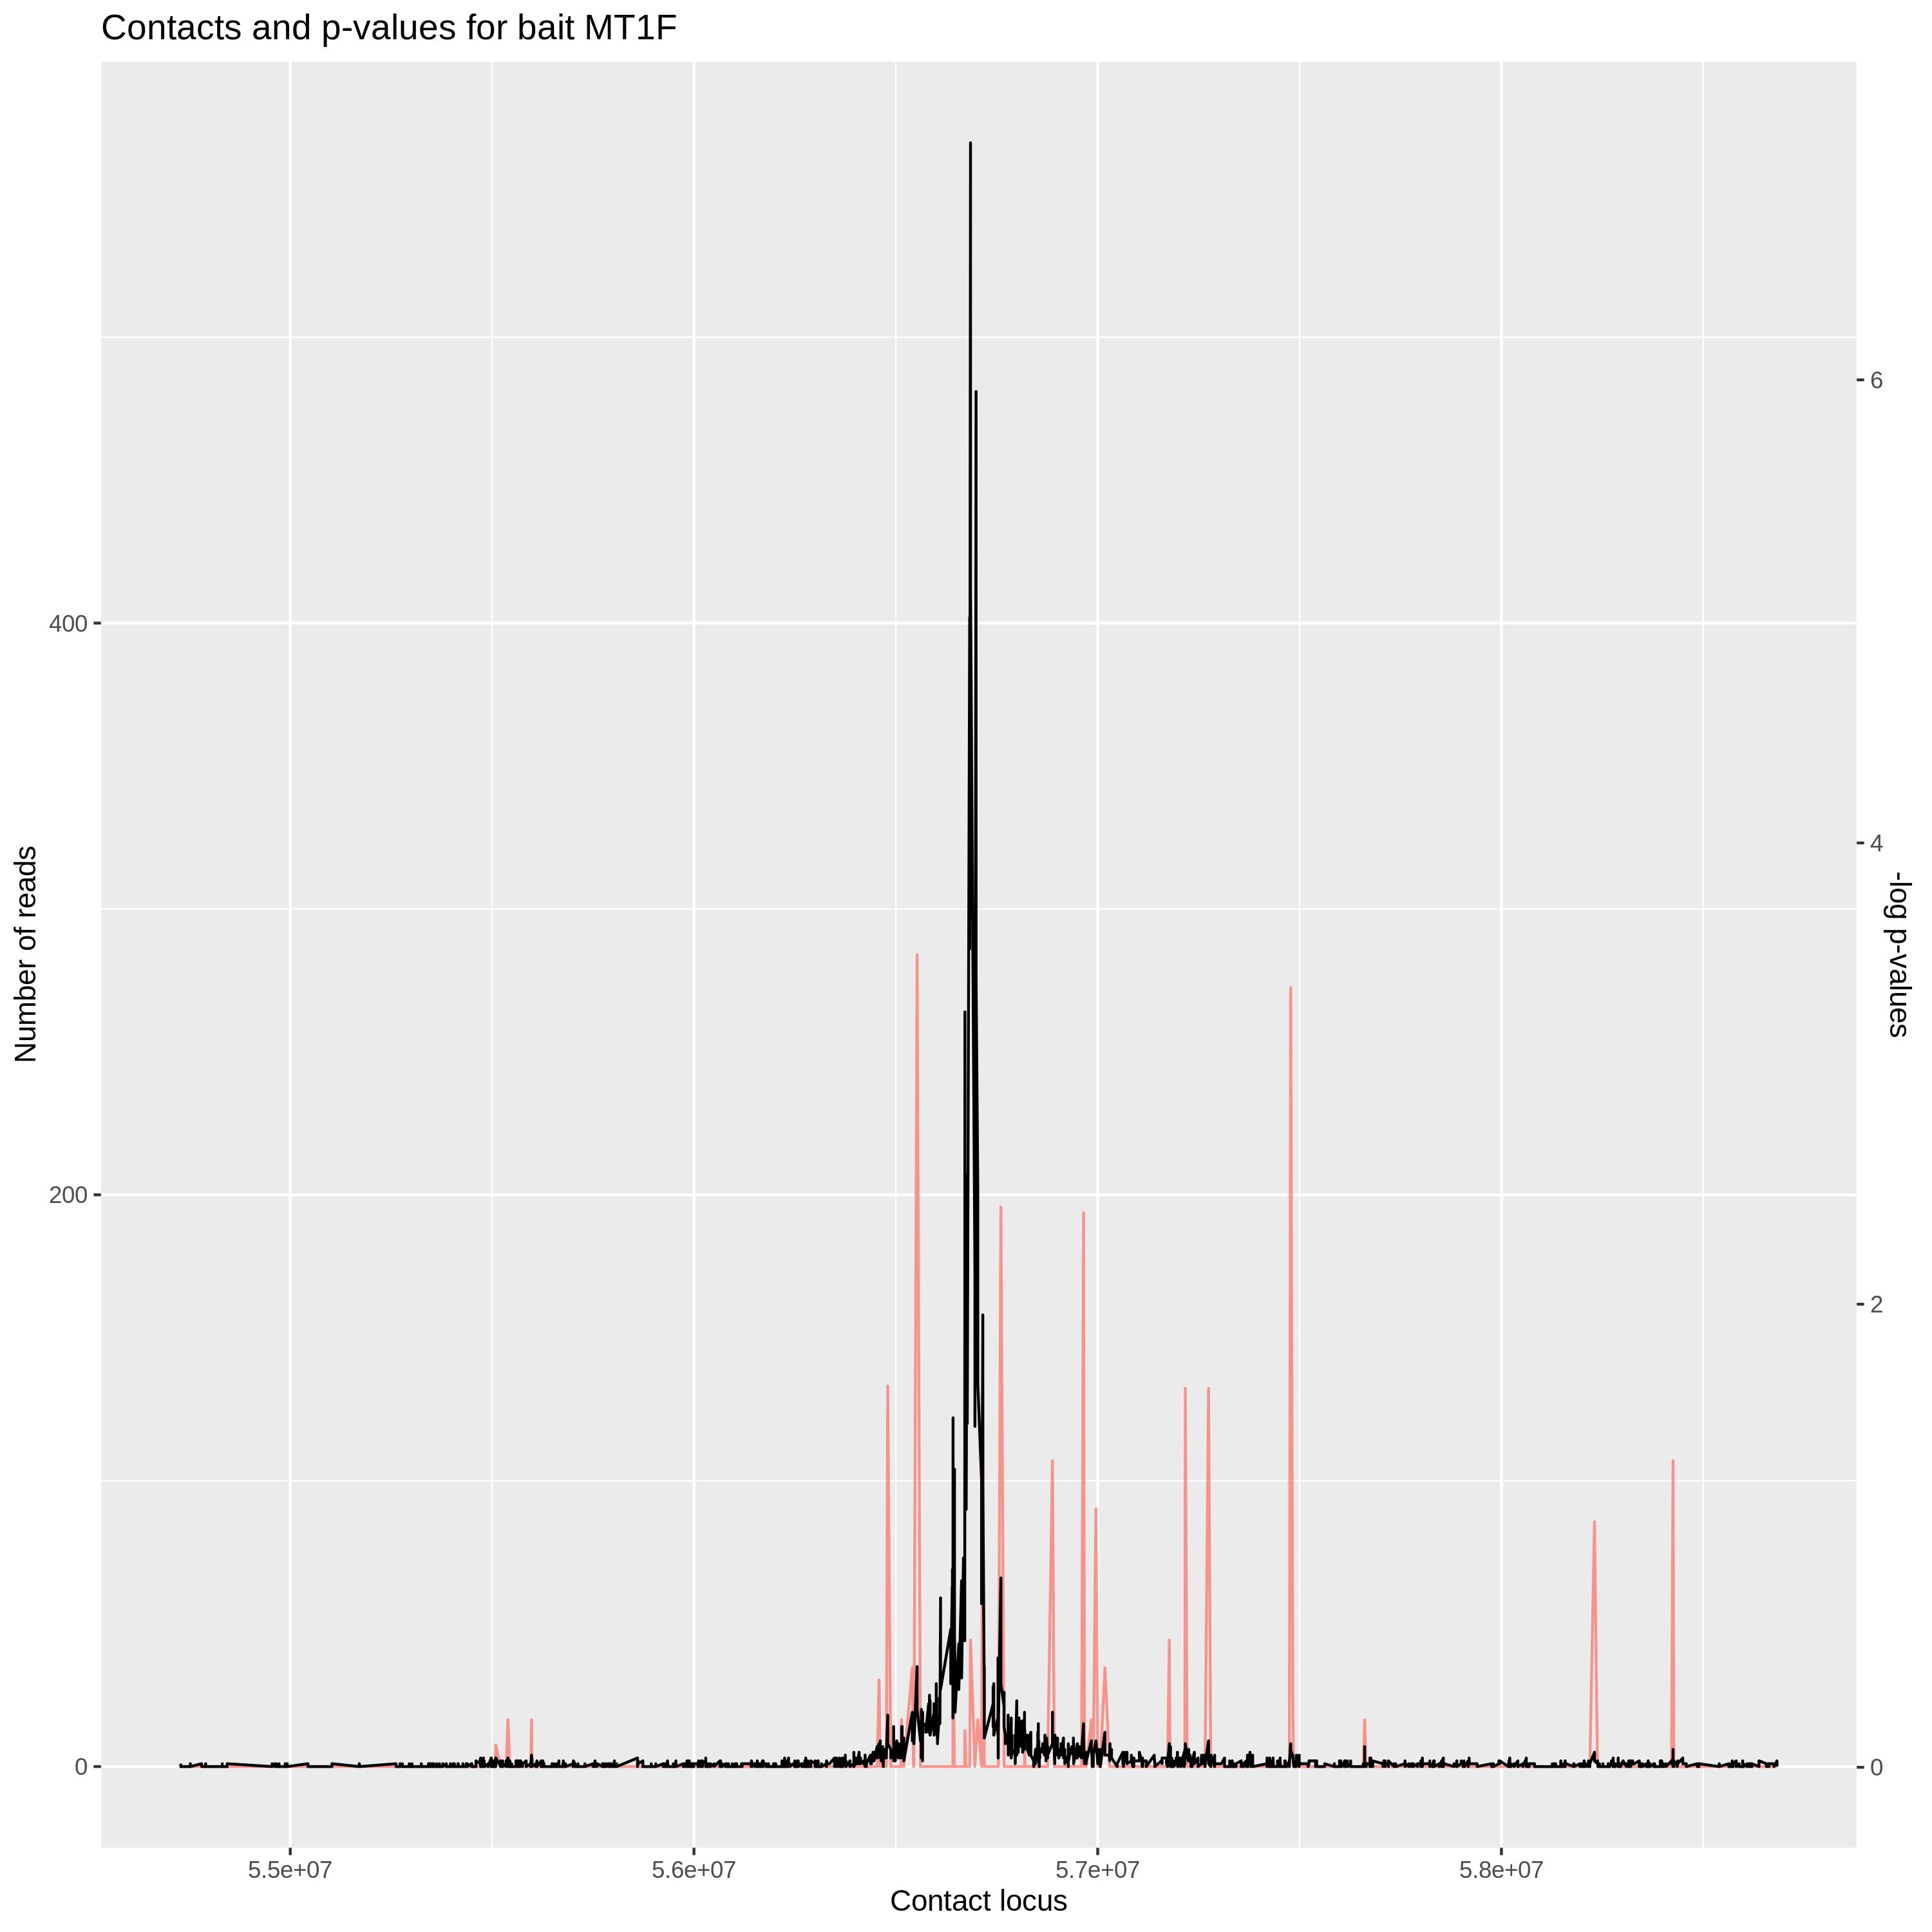 Contacts and p-values for bait MT1F
Number of reads
400
200
0
6
4
2
0
-log p-values
5.5e+07
5.6e+07
5.7e+07
5.8e+07
Contact locus